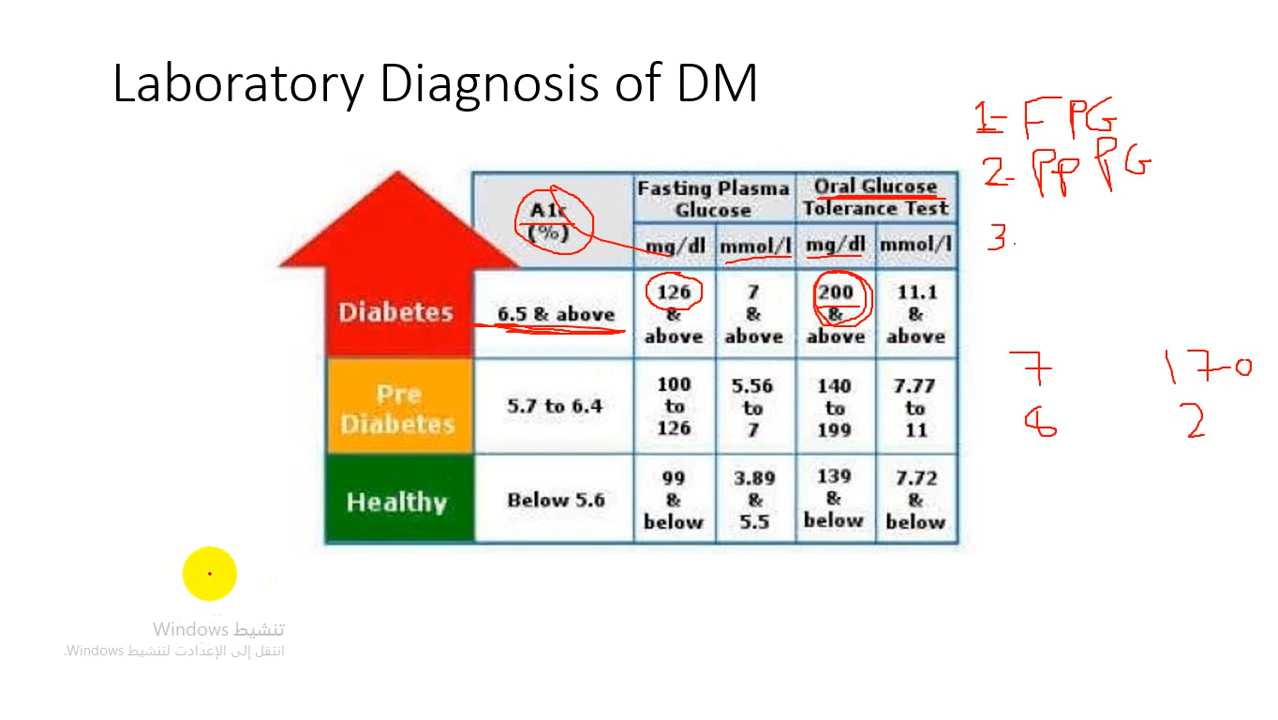 Laboratory Diagnosis of DM
1- FPG
2- Pp PG
3.
A1c (%)
Fasting Plasma Glucose
Oral Glucose Tolerance Test
mg/dl mmol/l mg/dl mmol/l
Diabetes
6.5 & above
126 & above
7 & above
200 & above
11.1 & above
Pre Diabetes
5.7 to 6.4
100 to 126
5.56 to 7
140 to 199
7.77 to 11
Healthy
Below 5.6
99 & below
3.89 & 5.5
139 & below
7.72 & below
7 170
8 2
تنشيط Windows
انتقل إلى الإعدادت لتنشيط Windows.